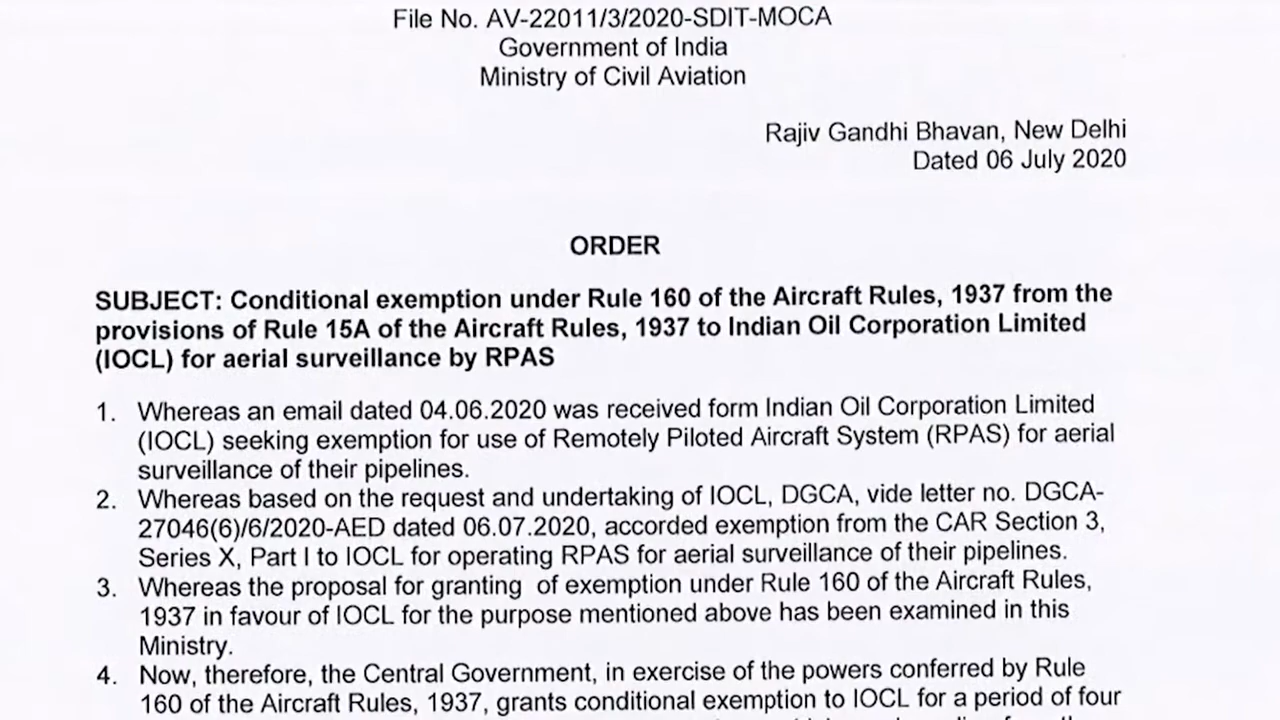 File No. AV-22011/3/2020-SDIT-MOCA
Government of India
Ministry of Civil Aviation
Rajiv Gandhi Bhavan, New Delhi
Dated 06 July 2020
ORDER
SUBJECT: Conditional exemption under Rule 160 of the Aircraft Rules, 1937 from the
provisions of Rule 15A of the Aircraft Rules, 1937 to Indian Oil Corporation Limited
(IOCL) for aerial surveillance by RPAS
1. Whereas an email dated 04.06.2020 was received form Indian Oil Corporation Limited
(IOCL) seeking exemption for use of Remotely Piloted Aircraft System (RPAS) for aerial
surveillance of their pipelines.
2. Whereas based on the request and undertaking of IOCL, DGCA, vide letter no. DGCA-
27046(6)/6/2020-AED dated 06.07.2020, accorded exemption from the CAR Section 3,
Series X, Part I to IOCL for operating RPAS for aerial surveillance of their pipelines.
3. Whereas the proposal for granting of exemption under Rule 160 of the Aircraft Rules,
1937 in favour of IOCL for the purpose mentioned above has been examined in this
Ministry.
4. Now, therefore, the Central Government, in exercise of the powers conferred by Rule
160 of the Aircraft Rules, 1937, grants conditional exemption to IOCL for a period of four